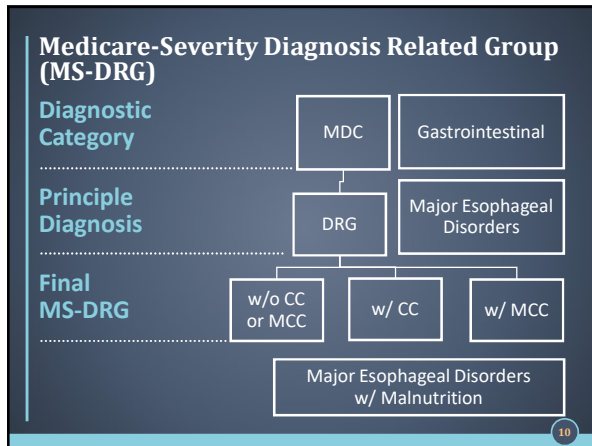 Medicare-Severity Diagnosis Related Group
(MS-DRG)
Diagnostic
Category
MDC
Gastrointestinal
Principle
Diagnosis
DRG
Major Esophageal
Disorders
Final
MS-DRG
w/o CC
or MCC
w/ CC
w/ MCC
Major Esophageal Disorders
w/ Malnutrition
10